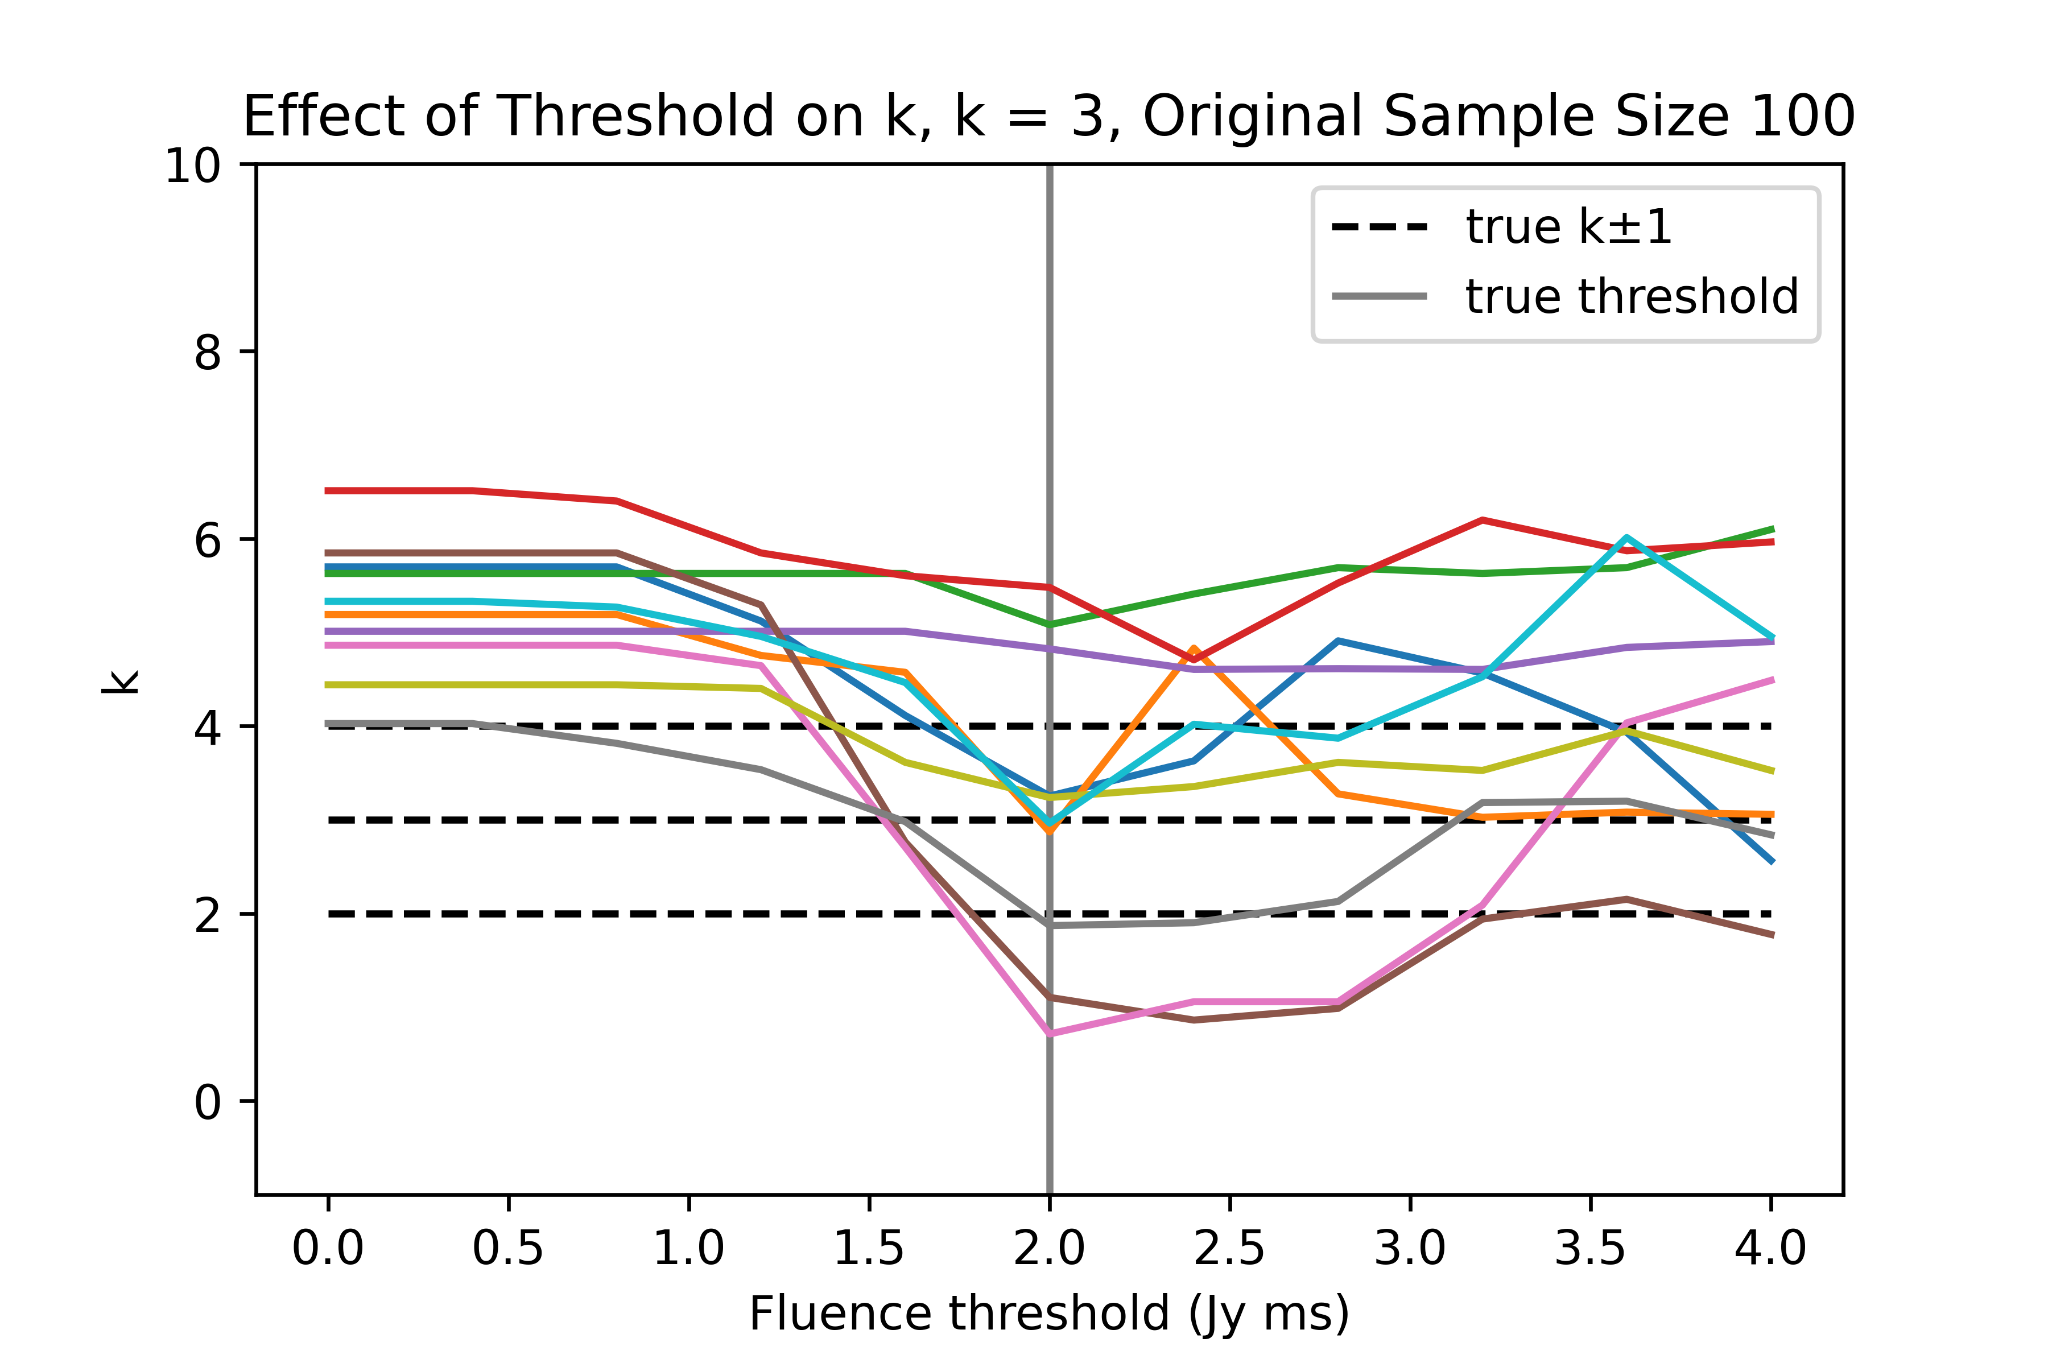 Effect of Threshold on k, k = 3, Original Sample Size 100
10
8
6
4
2
0
k
true k±1
true threshold
0.0 0.5 1.0 1.5 2.0 2.5 3.0 3.5 4.0
Fluence threshold (Jy ms)